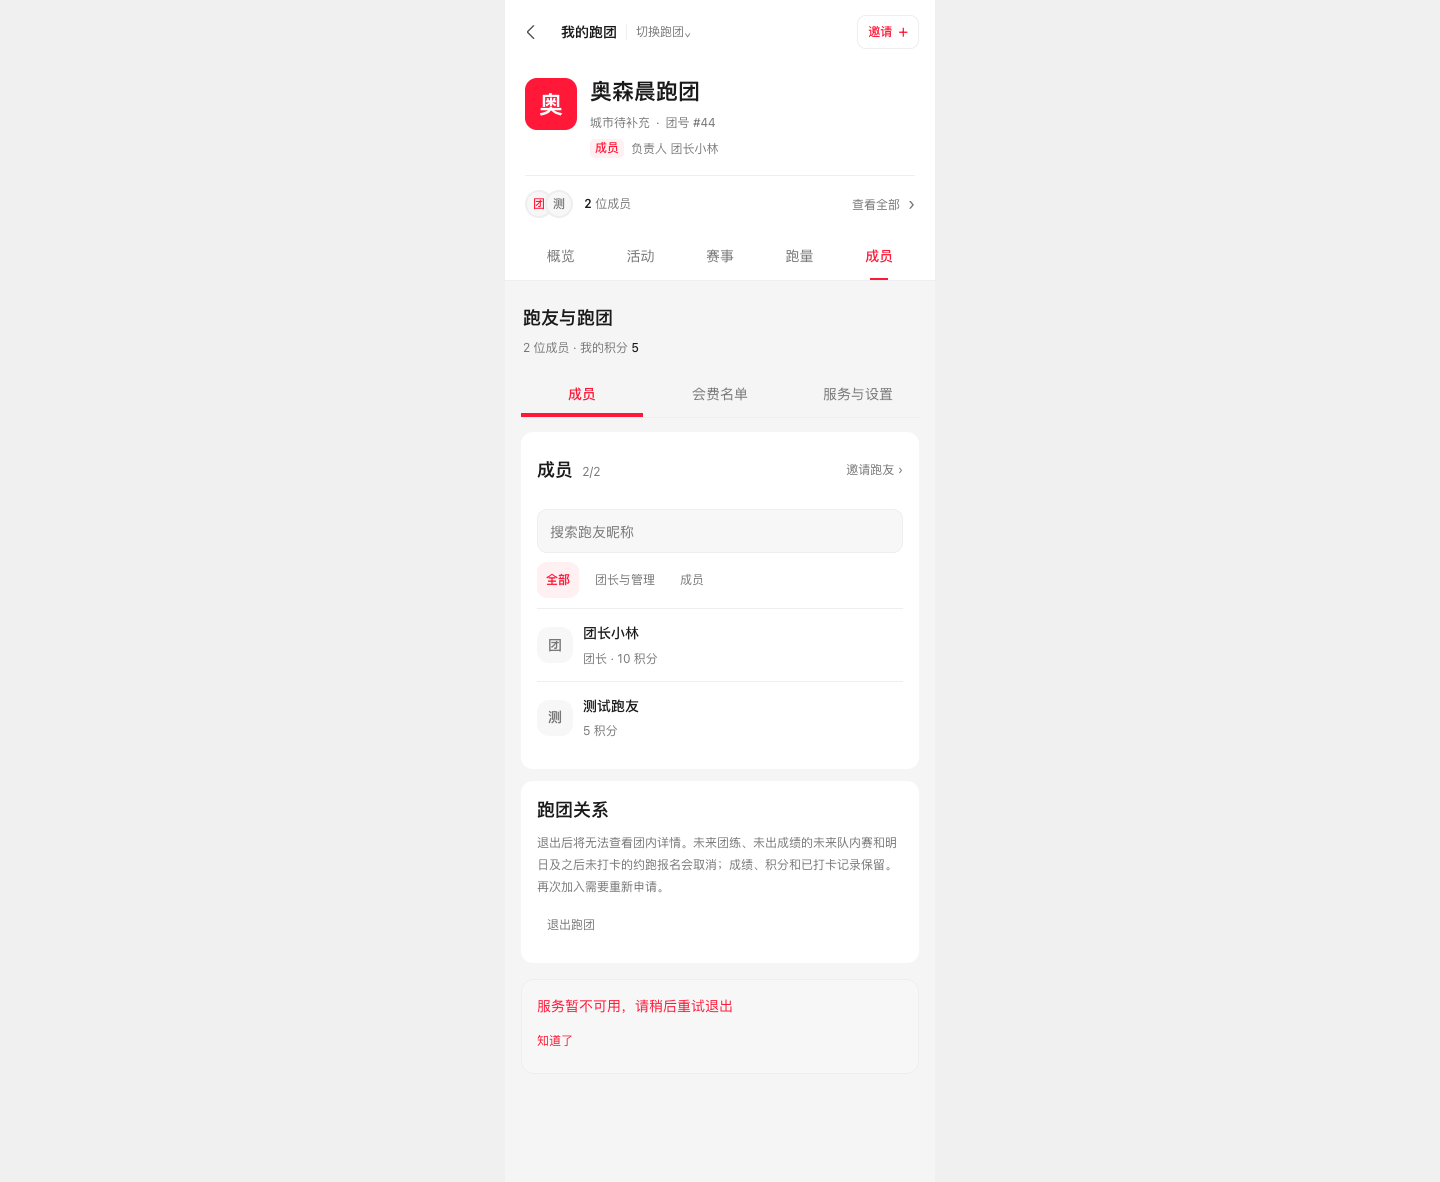 我的跑团 切换跑团⌄ 邀请 +
奥 奥森晨跑团
城市待补充 · 团号 #44
成员 负责人 团长小林
团 测 2 位成员 查看全部 ›
概览 活动 赛事 跑量 成员
跑友与跑团
2 位成员 · 我的积分 5
成员 会费名单 服务与设置
成员 2/2 邀请跑友 ›
搜索跑友昵称
全部 团长与管理 成员
团 团长小林
团长 · 10 积分
测 测试跑友
5 积分
跑团关系
退出后将无法查看团内详情。未来团练、未出成绩的未来队内赛和明
日及之后未打卡的约跑报名会取消；成绩、积分和已打卡记录保留。
再次加入需要重新申请。
退出跑团
服务暂不可用，请稍后重试退出
知道了